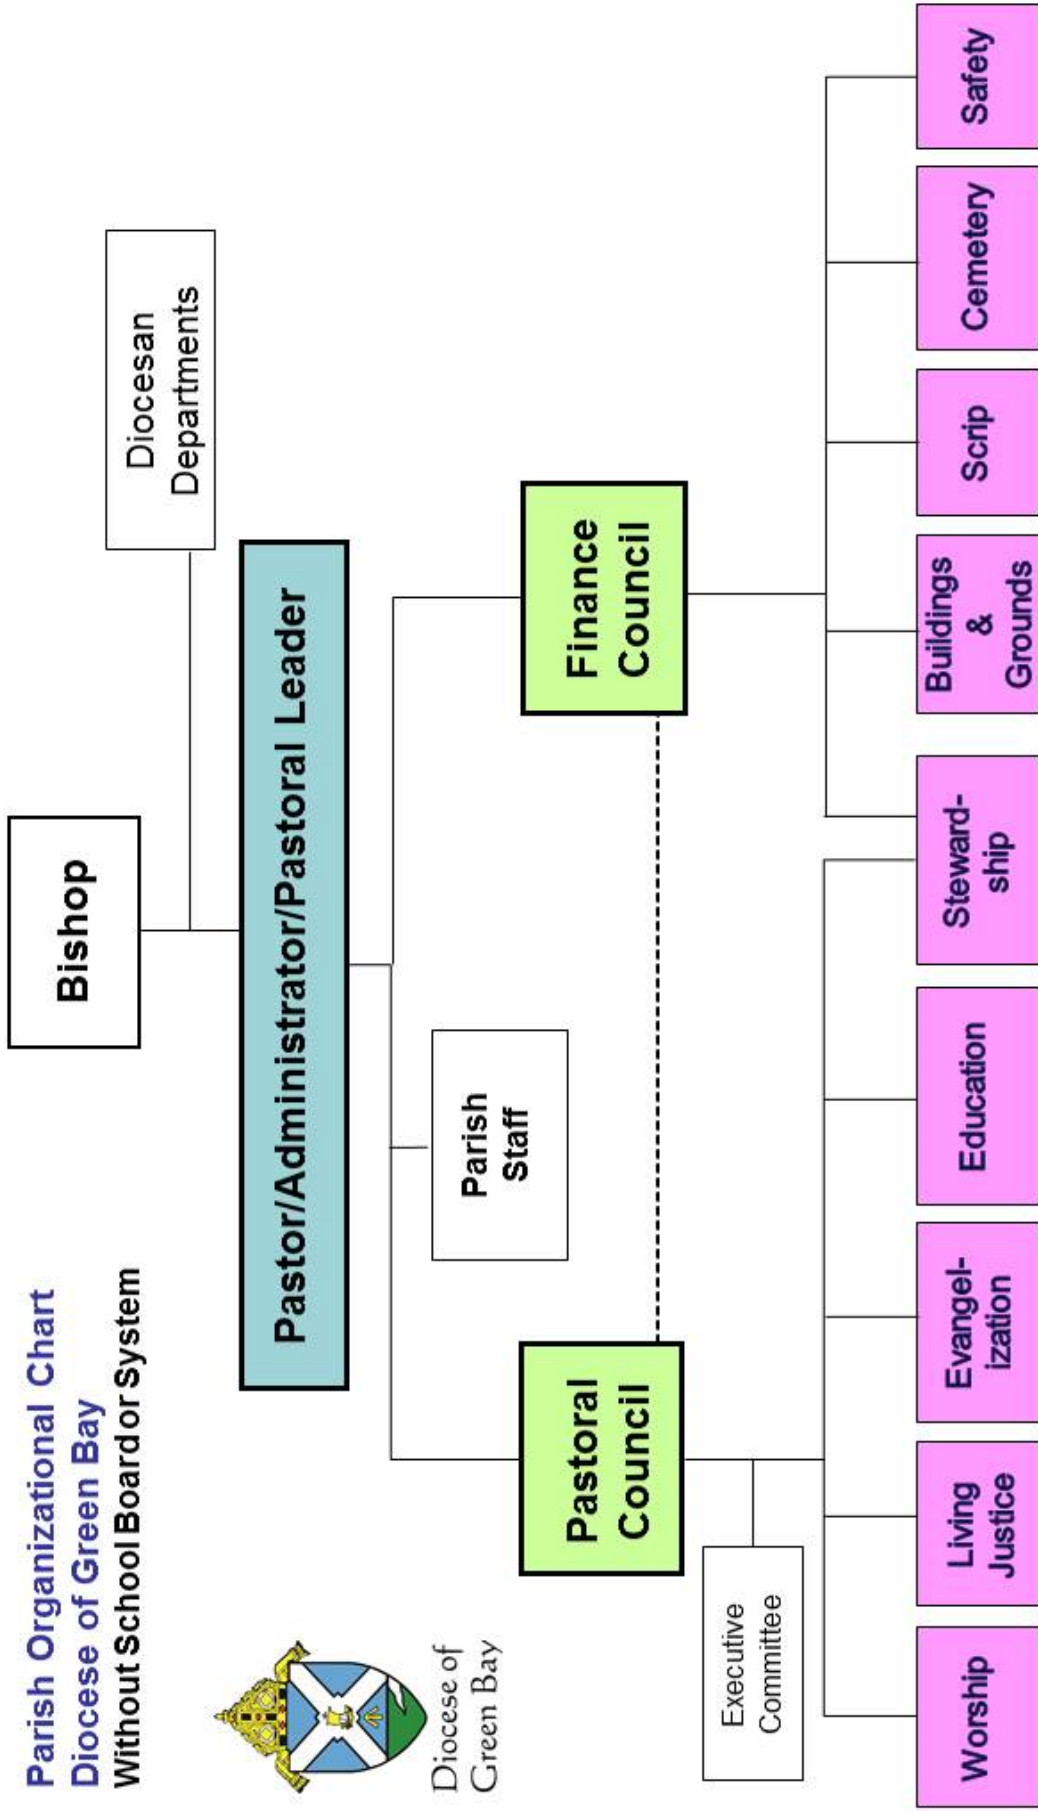 Parish Organizational Chart
Diocese of Green Bay
Without School Board or System
Bishop
Diocesan
Departments
Pastor/Administrator/Pastoral Leader
Diocese of
Green Bay
Parish
Staff
Pastoral
Council
Finance
Council
Executive
Committee
Worship
Living
Justice
Evangel-
ization
Education
Steward-
ship
Buildings
&
Grounds
Scrip
Cemetery
Safety